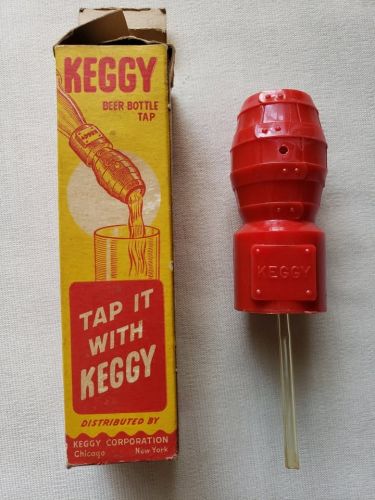 KEGGY
BEER BOTTLE
TAP
TAP IT
WITH
KEGGY
DISTRIBUTED BY
KEGGY CORPORATION
Chicago New York
KEGGY